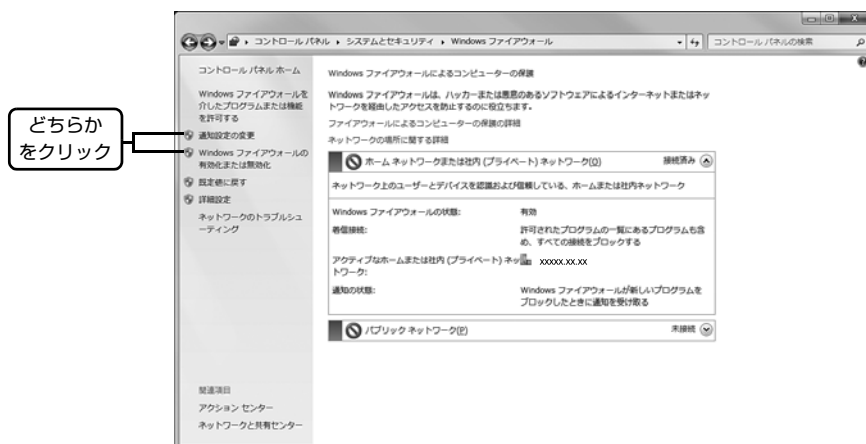 コントロール パネル ▸ システムとセキュリティ ▸ Windows ファイアウォール
コントロール パネルの検索
どちらか
をクリック
コントロール パネル ホーム
Windows ファイアウォールを
介したプログラムまたは機能
を許可する
通知設定の変更
Windows ファイアウォールの
有効化または無効化
既定値に戻す
詳細設定
ネットワークのトラブルシュ
ーティング
関連項目
アクション センター
ネットワークと共有センター
Windows ファイアウォールによるコンピューターの保護
Windows ファイアウォールは、ハッカーまたは悪意のあるソフトウェアによるインターネットまたはネッ
トワークを経由したアクセスを防止するのに役立ちます。
ファイアウォールによるコンピューターの保護の詳細
ネットワークの場所に関する詳細
ホーム ネットワークまたは社内 (プライベート) ネットワーク(O) 接続済み
ネットワーク上のユーザーとデバイスを認識および信頼している、ホームまたは社内ネットワーク
Windows ファイアウォールの状態: 有効
着信接続: 許可されたプログラムの一覧にあるプログラムも含
め、すべての接続をブロックする
アクティブなホームまたは社内 (プライベート) ネッ xxxxx.xx.xx
トワーク:
通知の状態: Windows ファイアウォールが新しいプログラムを
ブロックしたときに通知を受け取る
パブリック ネットワーク(P) 未接続